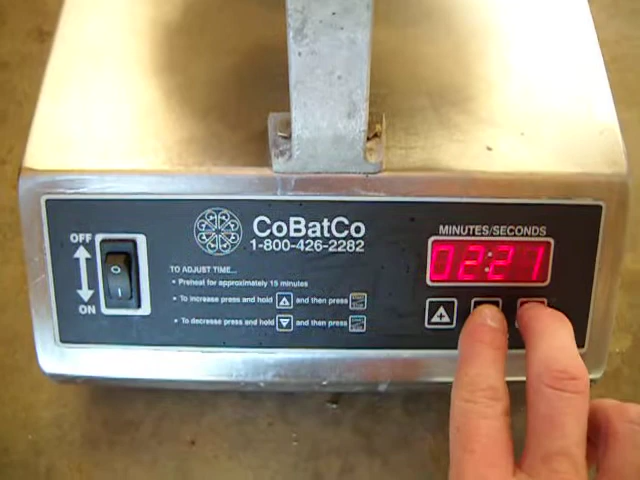 CoBatCo
1-800-426-2282
OFF
ON
TO ADJUST TIME...
• Preheat for approximately 15 minutes
• To increase press and hold and then press
• To decrease press and hold and then press
MINUTES/SECONDS
02:21